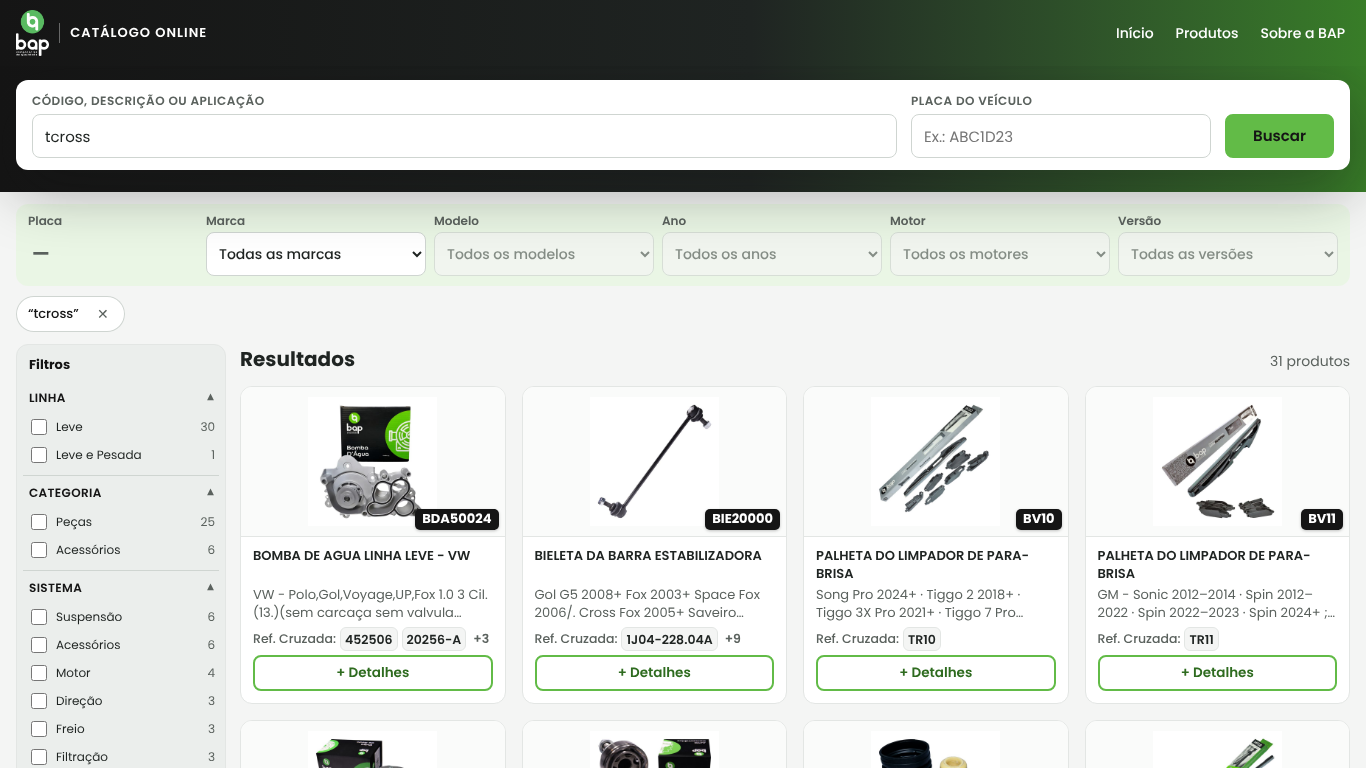 bap
CATÁLOGO ONLINE
Início
Produtos
Sobre a BAP
CÓDIGO, DESCRIÇÃO OU APLICAÇÃO
tcross
PLACA DO VEÍCULO
Ex.: ABC1D23
Buscar
Placa
—
Marca
Todas as marcas
Modelo
Todos os modelos
Ano
Todos os anos
Motor
Todos os motores
Versão
Todas as versões
“tcross” ×
Filtros
LINHA
Leve 30
Leve e Pesada 1
CATEGORIA
Peças 25
Acessórios 6
SISTEMA
Suspensão 6
Acessórios 6
Motor 4
Direção 3
Freio 3
Filtração 3
Resultados
31 produtos
bap
Bomba
D'Água
BDA50024
BOMBA DE AGUA LINHA LEVE - VW
VW - Polo,Gol,Voyage,UP,Fox 1.0 3 Cil.
(13.)(sem carcaça sem valvula…
Ref. Cruzada: 452506 20256-A +3
+ Detalhes
BIE20000
BIELETA DA BARRA ESTABILIZADORA
Gol G5 2008+ Fox 2003+ Space Fox
2006/. Cross Fox 2005+ Saveiro…
Ref. Cruzada: 1J04-228.04A +9
+ Detalhes
BV10
PALHETA DO LIMPADOR DE PARA-
BRISA
Song Pro 2024+ · Tiggo 2 2018+ ·
Tiggo 3X Pro 2021+ · Tiggo 7 Pro…
Ref. Cruzada: TR10
+ Detalhes
bap
BV11
PALHETA DO LIMPADOR DE PARA-
BRISA
GM - Sonic 2012–2014 · Spin 2012–
2022 · Spin 2022–2023 · Spin 2024+ ;…
Ref. Cruzada: TR11
+ Detalhes
bap
bap